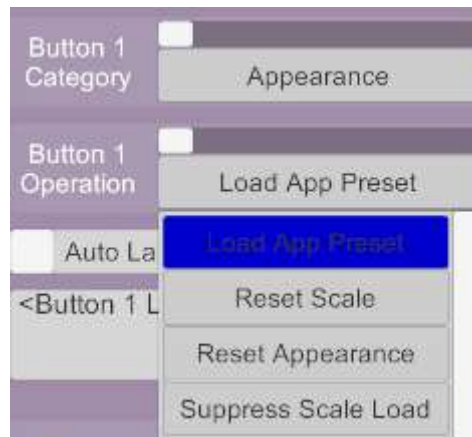 Button 1
Category
Appearance
Button 1
Operation
Load App Preset
Auto La
Load App Preset
<Button 1 L
Reset Scale
Reset Appearance
Suppress Scale Load